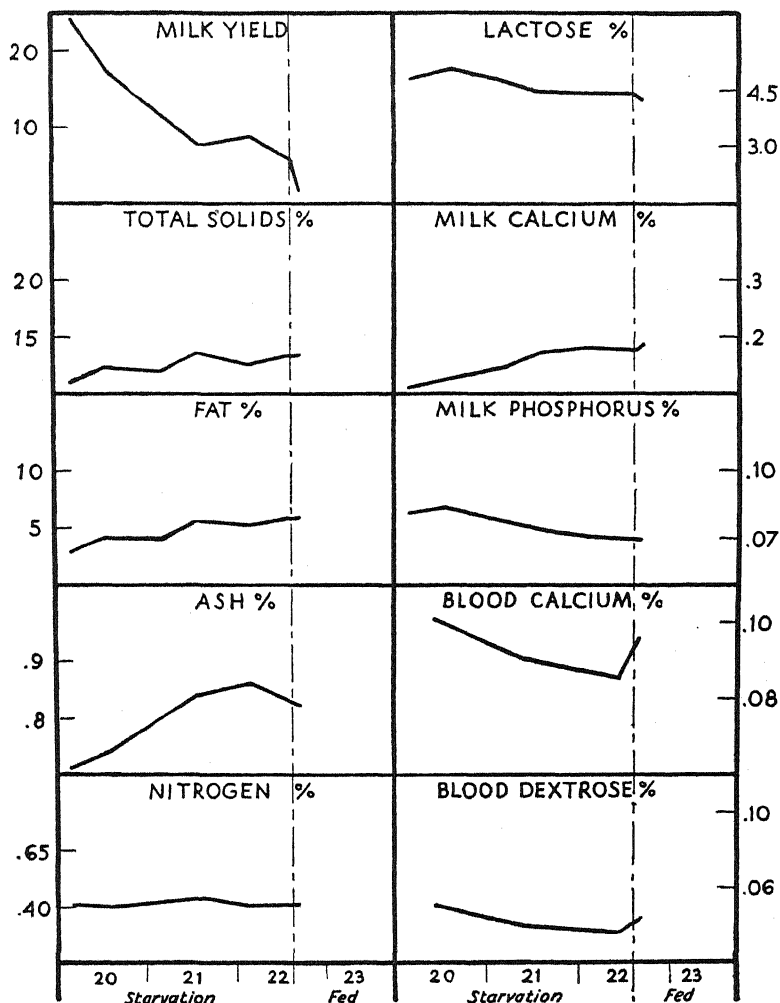 MILK YIELD
20
10
LACTOSE %
4.5
3.0
TOTAL SOLIDS %
20
15
MILK CALCIUM %
.3
.2
FAT %
10
5
MILK PHOSPHORUS %
.10
.07
ASH %
.9
.8
BLOOD CALCIUM %
.10
.08
NITROGEN %
.65
.40
BLOOD DEXTROSE %
.10
.06
20 21 22 23
Starvation Fed
20 21 22 23
Starvation Fed